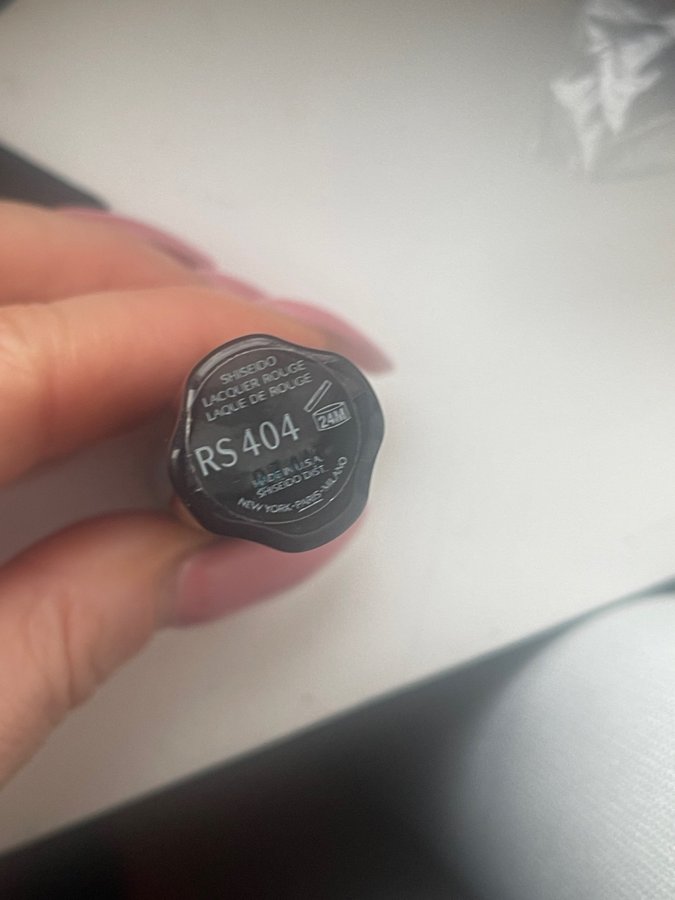 SHISEIDO
LACQUER ROUGE
LAQUE DE ROUGE
24M
RS 404
MADE IN U.S.A.
SHISEIDO DIST.
NEW YORK-PARIS-MILANO